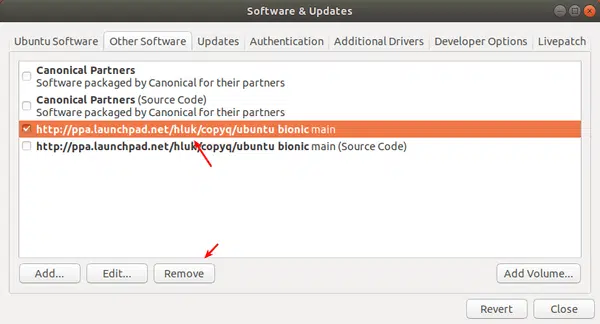 Software & Updates
Ubuntu Software Other Software Updates Authentication Additional Drivers Developer Options Livepatch
Canonical Partners
Software packaged by Canonical for their partners
Canonical Partners (Source Code)
Software packaged by Canonical for their partners
http://ppa.launchpad.net/hluk/copyq/ubuntu bionic main
http://ppa.launchpad.net/hluk/copyq/ubuntu bionic main (Source Code)
Add... Edit... Remove Add Volume...
Revert Close